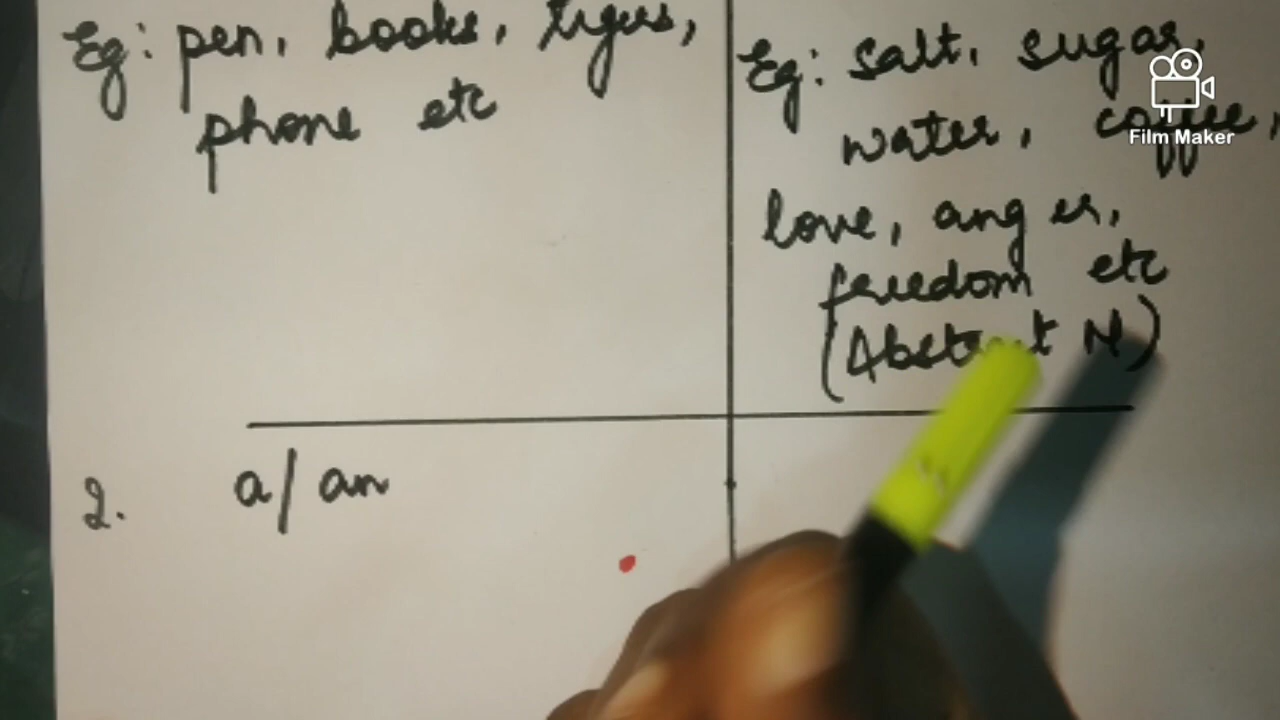 Eg: pen, books, tigers,
phone etc
Eg: salt, sugar,
water, coffee,
love, anger,
freedom etc
(Abstract N)
2. a/an
Film Maker